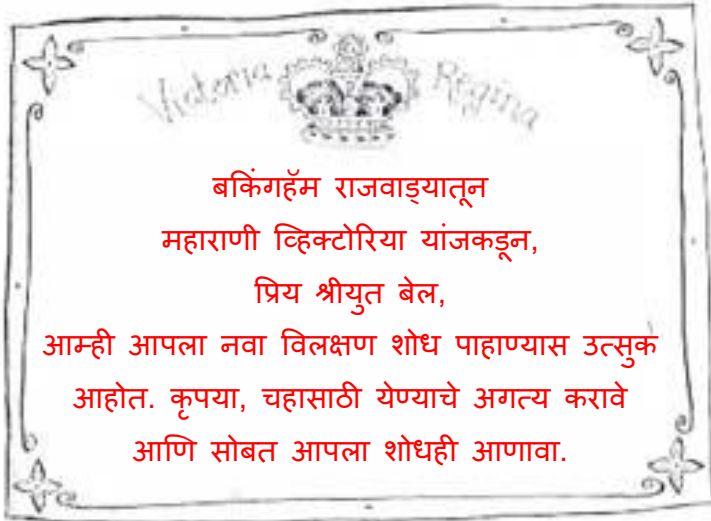 Victoria Regina
बकिंगहॅम राजवाड्यातून
महाराणी व्हिक्टोरिया यांजकडून,
प्रिय श्रीयुत बेल,
आम्ही आपला नवा विलक्षण शोध पाहाण्यास उत्सुक
आहोत. कृपया, चहासाठी येण्याचे अगत्य करावे
आणि सोबत आपला शोधही आणावा.